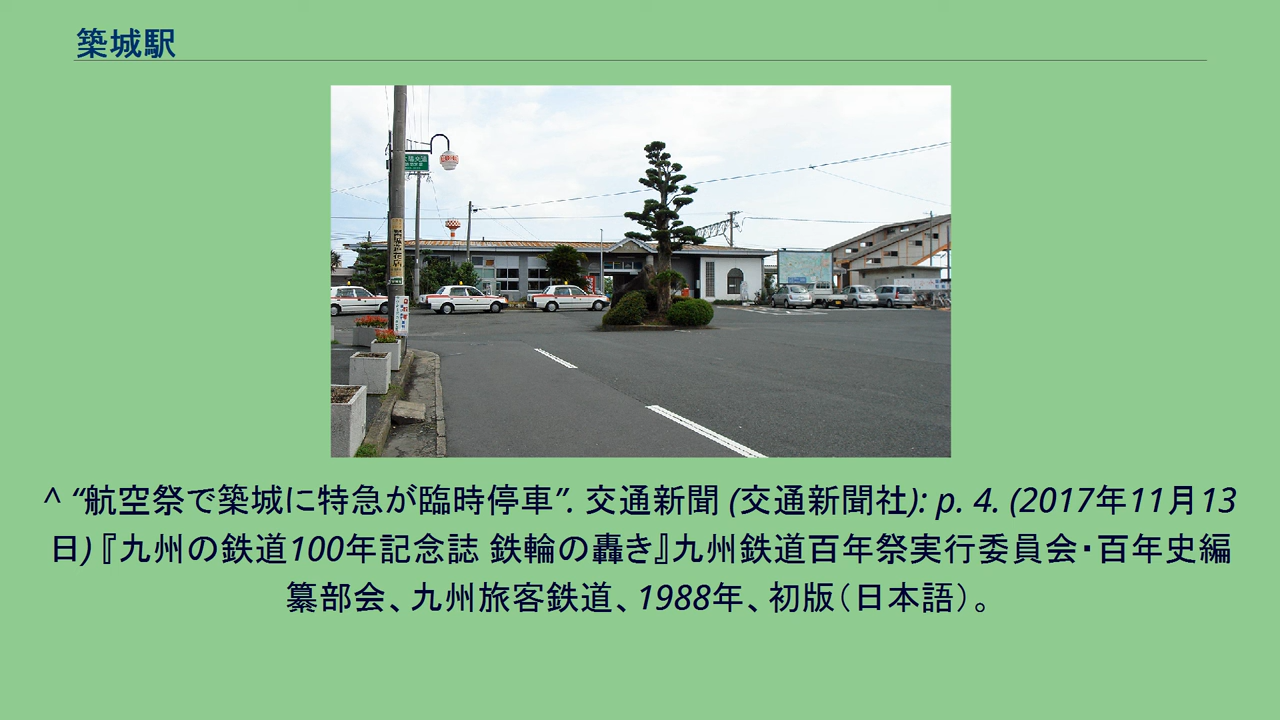 築城駅
^ “航空祭で築城に特急が臨時停車”. 交通新聞 (交通新聞社): p. 4. (2017年11月13
日)『九州の鉄道100年記念誌 鉄輪の轟き』九州鉄道百年祭実行委員会・百年史編
纂部会、九州旅客鉄道、1988年、初版（日本語）。